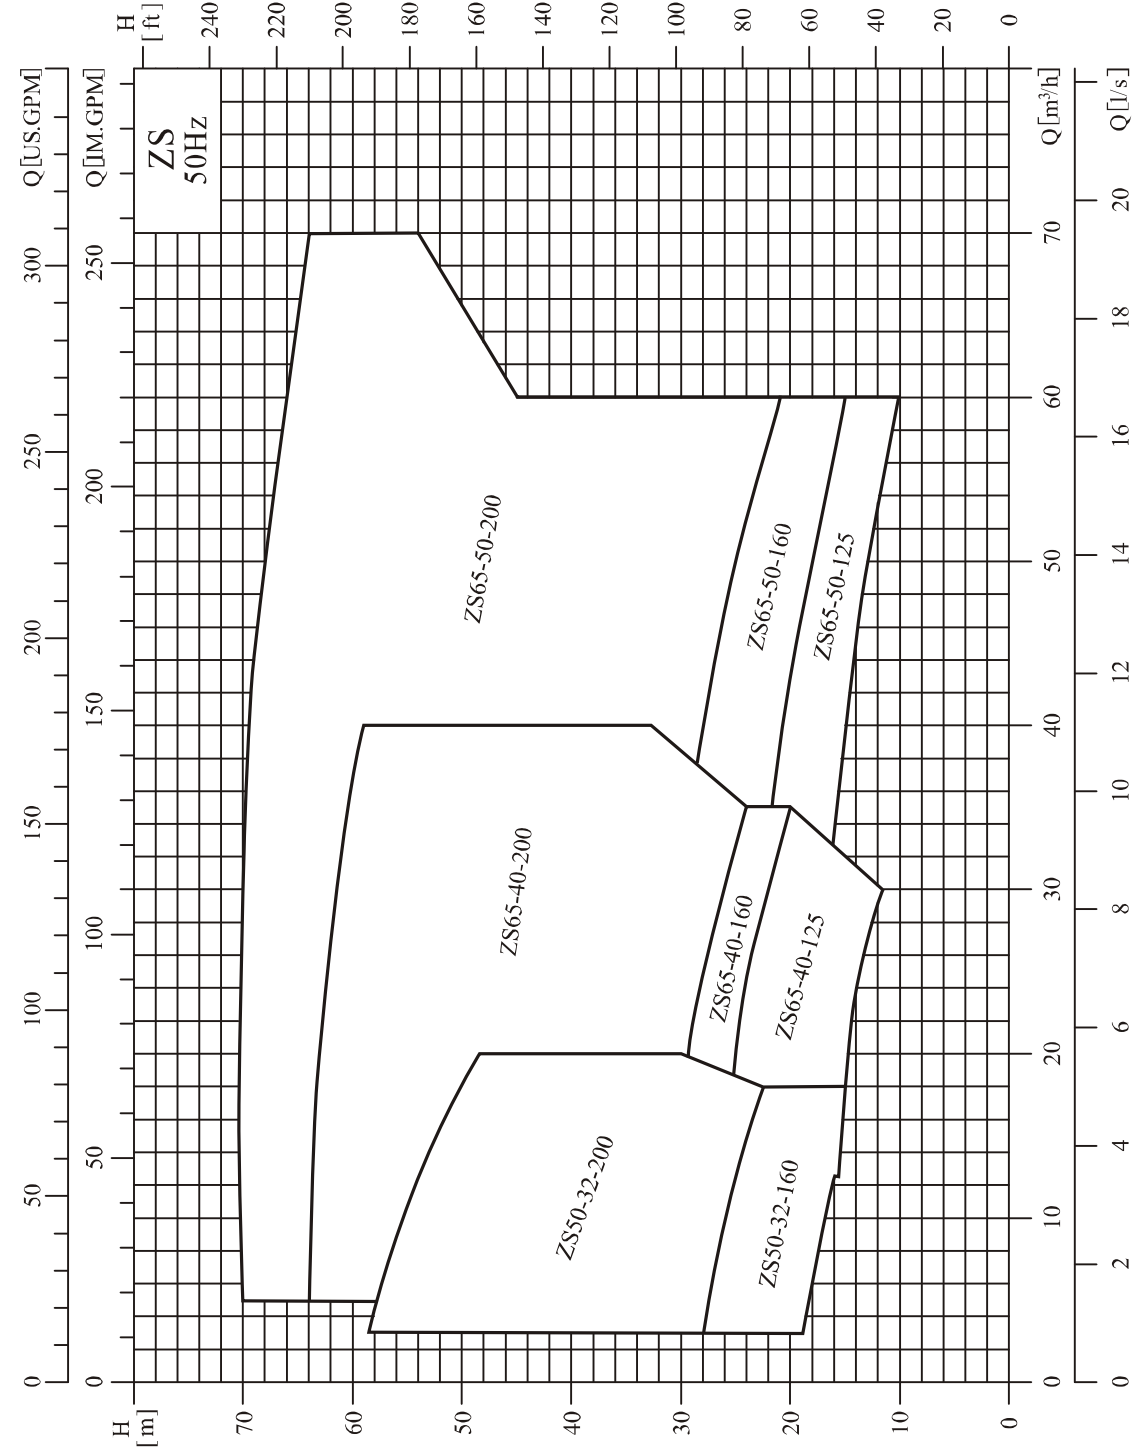 Q[US.GPM]
0
50
100
150
200
250
300
Q[IM.GPM]
0
50
100
150
200
250
ZS
50Hz
H
[m]
70
60
50
40
30
20
10
0
H
[ft]
240
220
200
180
160
140
120
100
80
60
40
20
0
ZS65-50-200
ZS65-40-200
ZS50-32-200
ZS65-50-160
ZS65-50-125
ZS65-40-160
ZS65-40-125
ZS50-32-160
0
10
20
30
40
50
60
70
Q[m³/h]
0
2
4
6
8
10
12
14
16
18
20
Q[l/s]